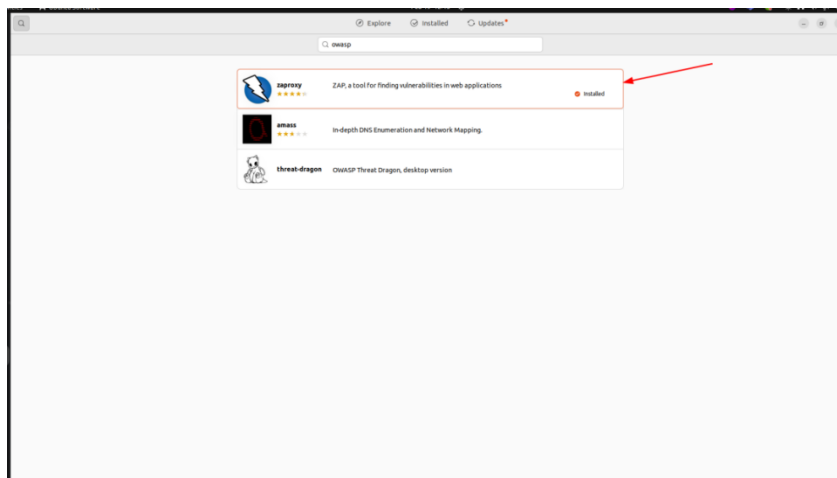 Explore Installed Updates
owasp
zaproxy ZAP, a tool for finding vulnerabilities in web applications
Installed
amass In-depth DNS Enumeration and Network Mapping.
threat-dragon OWASP Threat Dragon, desktop version